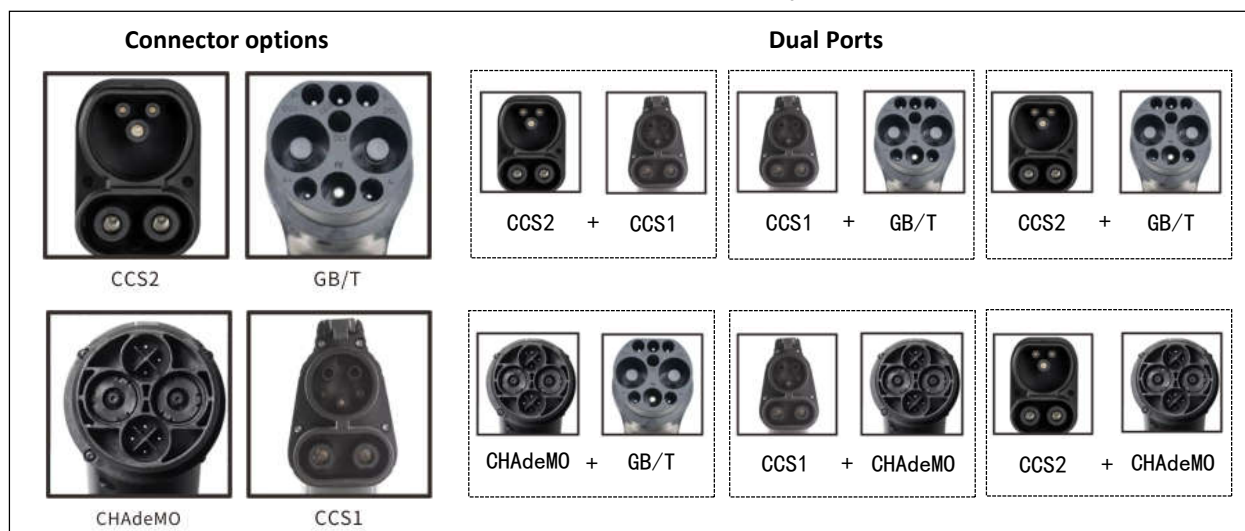 Connector options
Dual Ports
CCS2
GB/T
CHAdeMO
CCS1
CCS2 + CCS1
CCS1 + GB/T
CCS2 + GB/T
CHAdeMO + GB/T
CCS1 + CHAdeMO
CCS2 + CHAdeMO